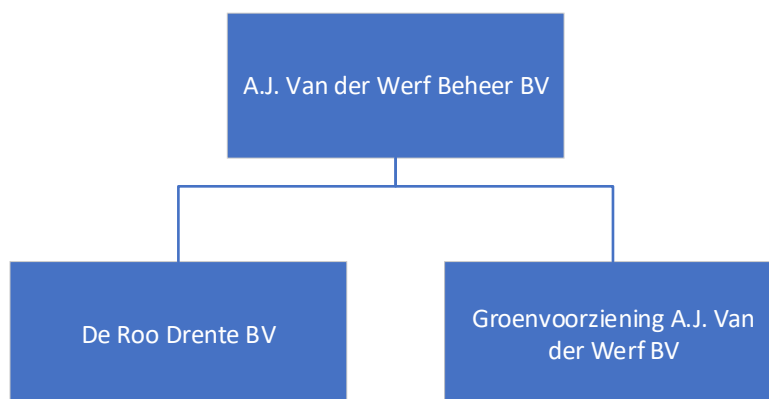 A.J. Van der Werf Beheer BV
De Roo Drente BV
Groenvoorziening A.J. Van
der Werf BV